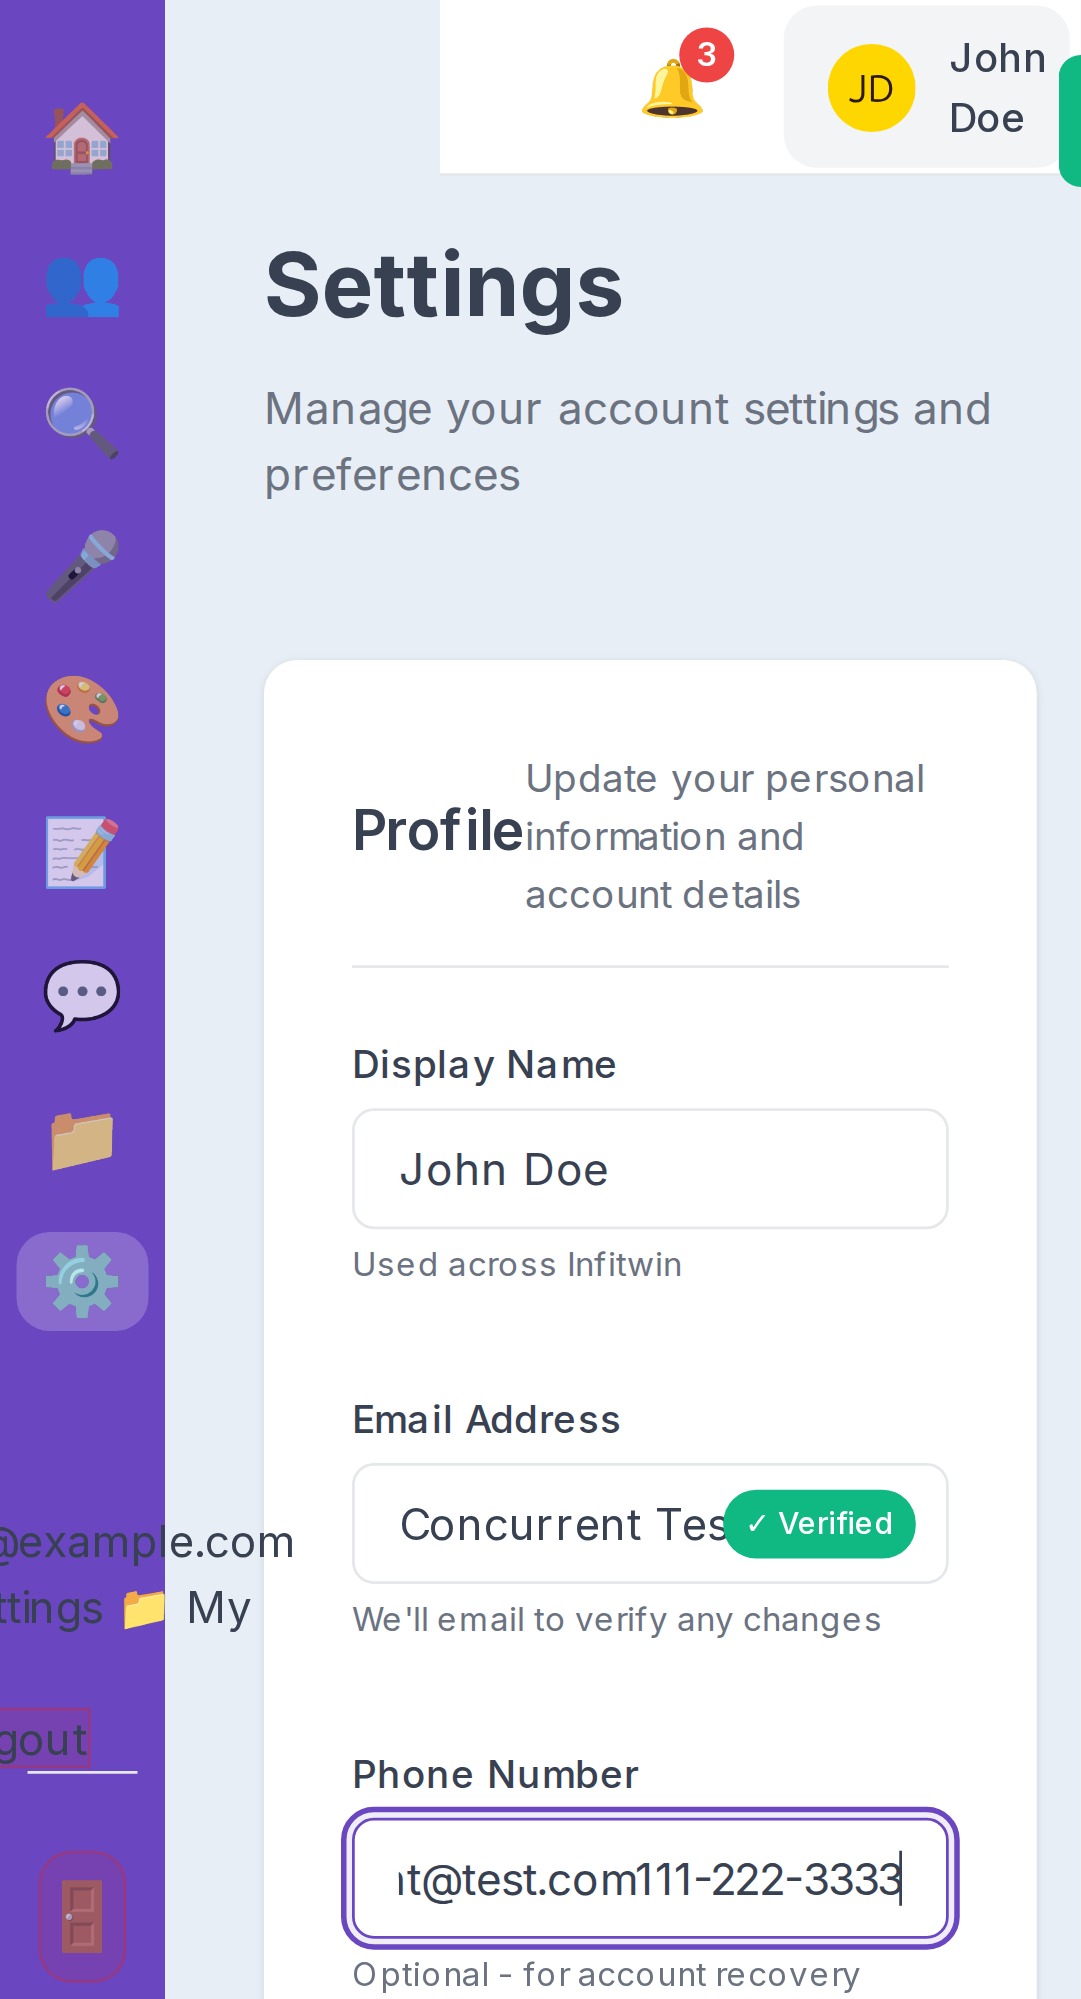 3
JD
John
Doe
Settings
Manage your account settings and
preferences
Profile
Update your personal
information and
account details
Display Name
John Doe
Used across Infitwin
Email Address
Concurrent Tes
✓ Verified
We'll email to verify any changes
@example.com
ttings 📁 My
gout
Phone Number
nt@test.com111-222-3333
Optional - for account recovery